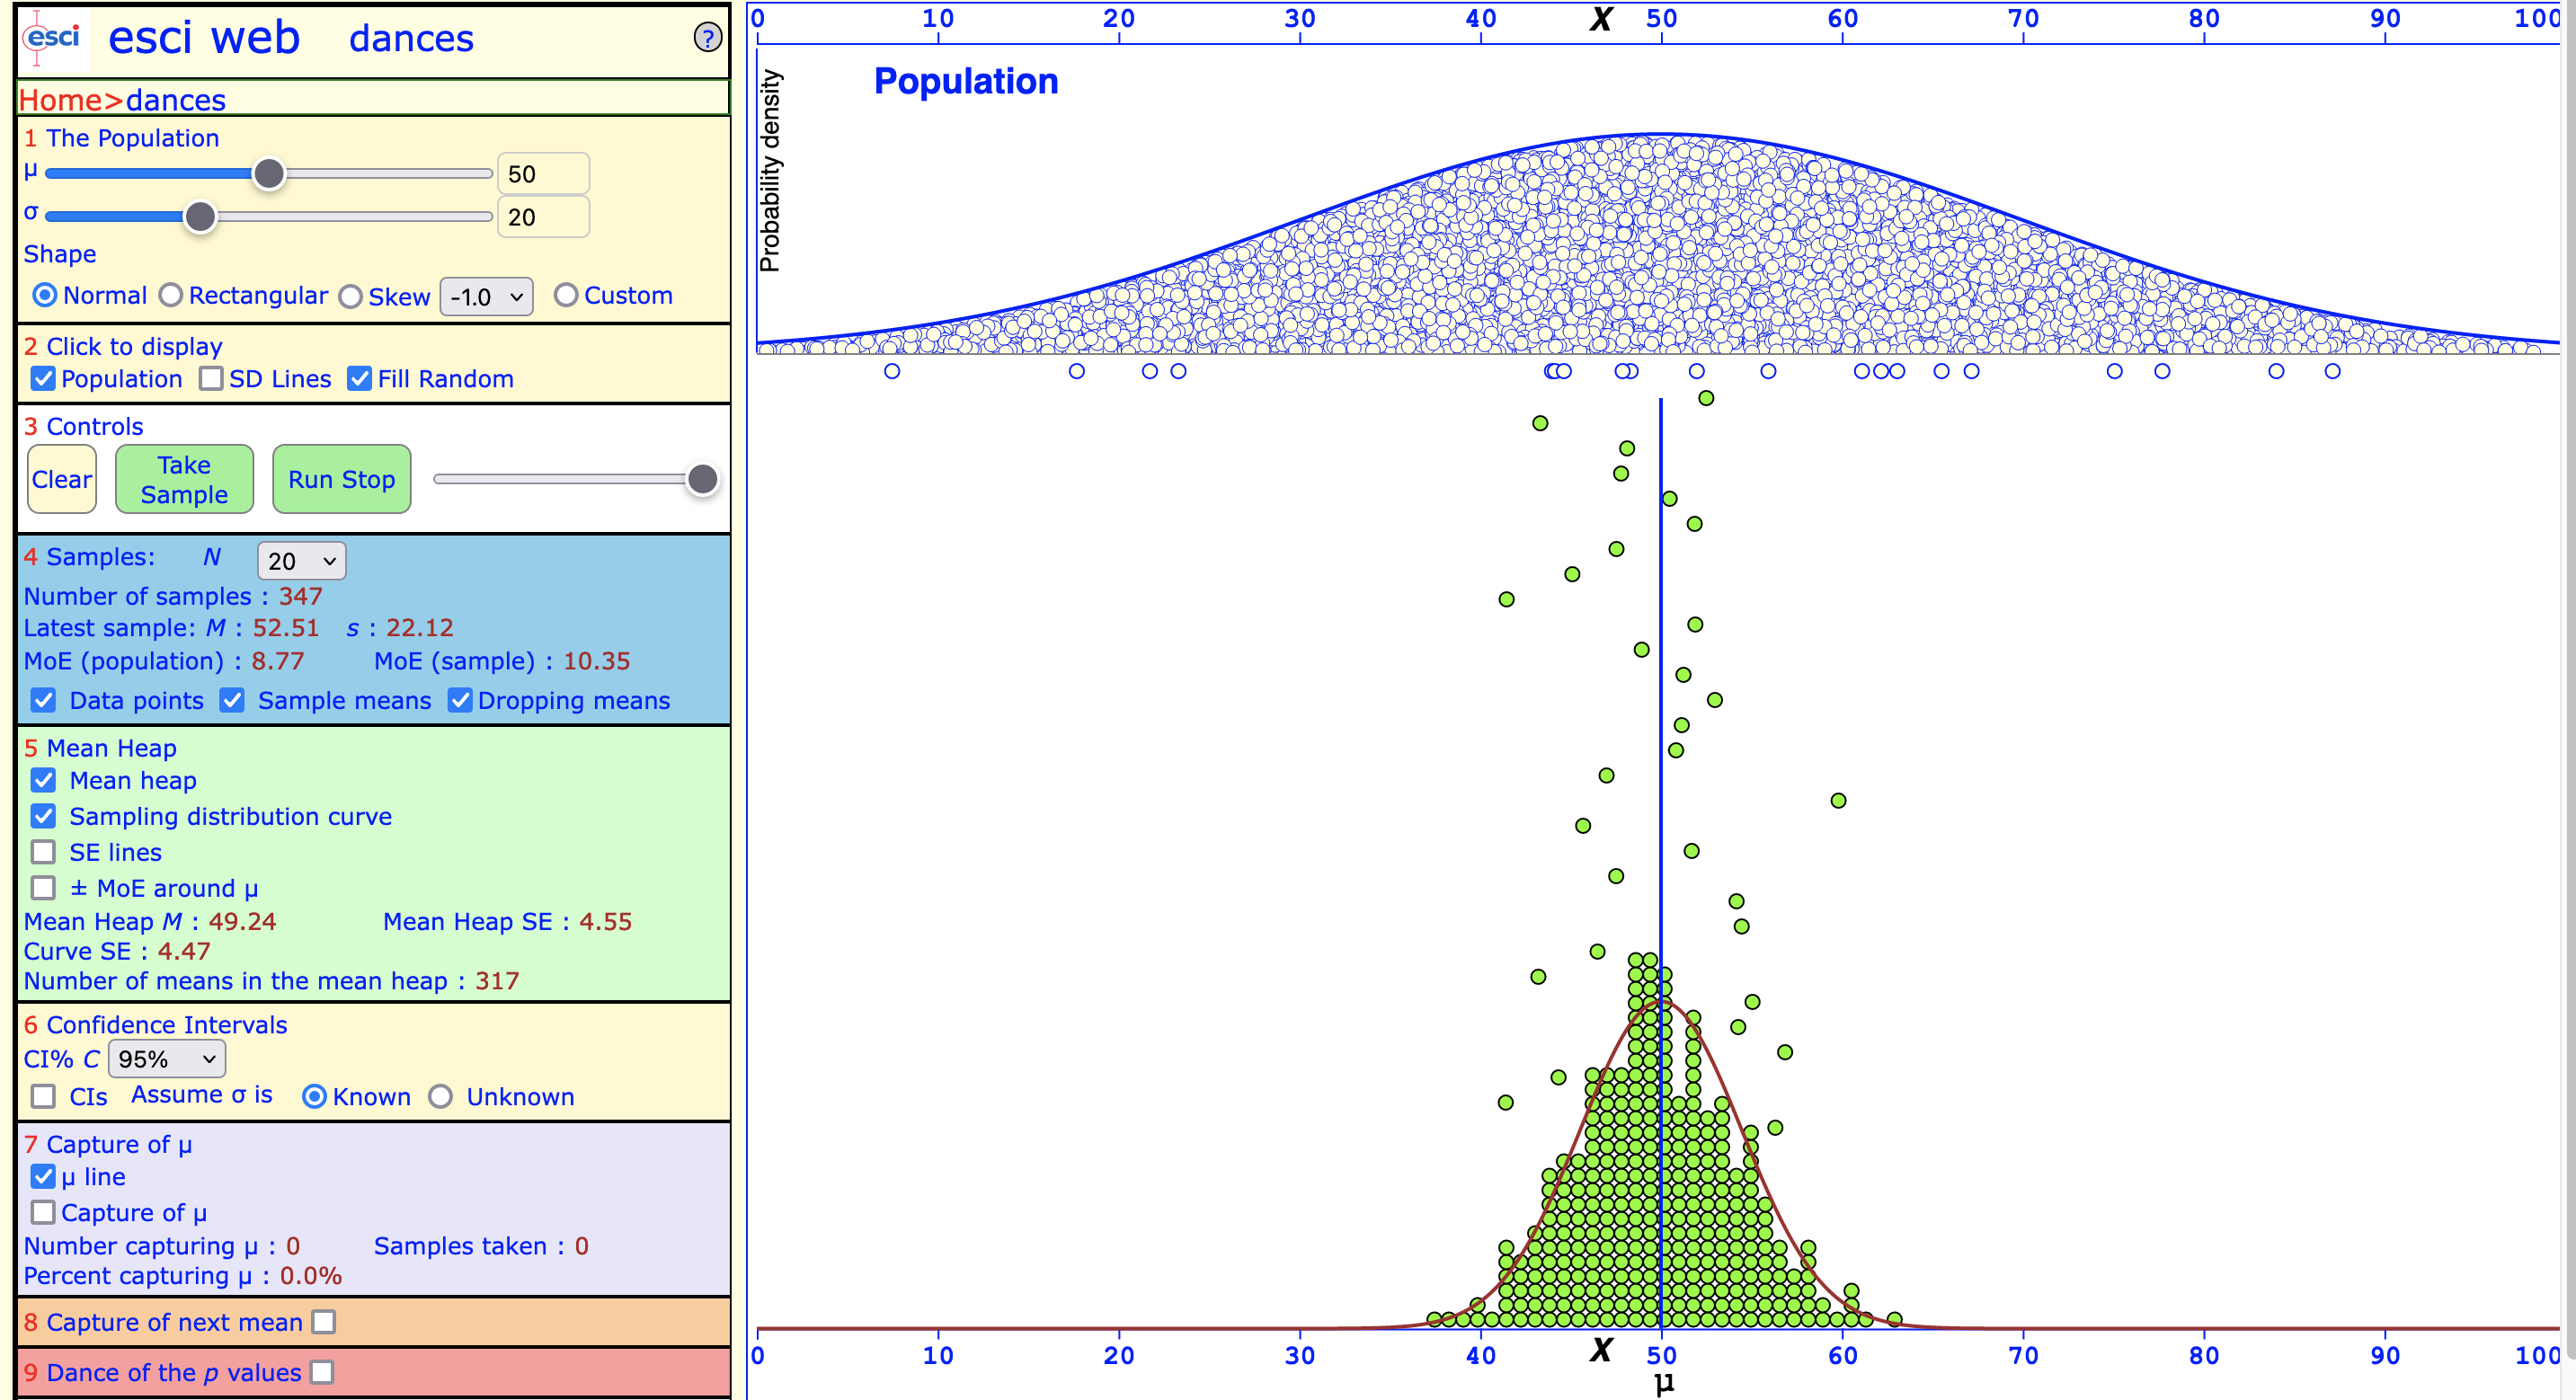 esci esci web dances ?
Home>dances
1 The Population
μ 50
σ 20
Shape
Normal Rectangular Skew -1.0 Custom
2 Click to display
Population SD Lines Fill Random
3 Controls
Clear Take Sample Run Stop
4 Samples: N 20
Number of samples : 347
Latest sample: M : 52.51 s : 22.12
MoE (population) : 8.77 MoE (sample) : 10.35
Data points Sample means Dropping means
5 Mean Heap
Mean heap
Sampling distribution curve
SE lines
± MoE around μ
Mean Heap M : 49.24 Mean Heap SE : 4.55
Curve SE : 4.47
Number of means in the mean heap : 317
6 Confidence Intervals
CI% C 95%
CIs Assume σ is Known Unknown
7 Capture of μ
μ line
Capture of μ
Number capturing μ : 0 Samples taken : 0
Percent capturing μ : 0.0%
8 Capture of next mean
9 Dance of the p values
0 10 20 30 40 X 50 60 70 80 90 100
Population
Probability density
0 10 20 30 40 X 50 60 70 80 90 100
μ